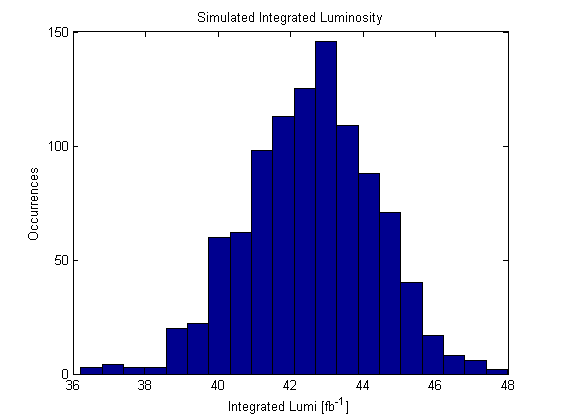 Simulated Integrated Luminosity
150
100
50
0
Occurrences
36 38 40 42 44 46 48
Integrated Lumi [fb⁻¹]